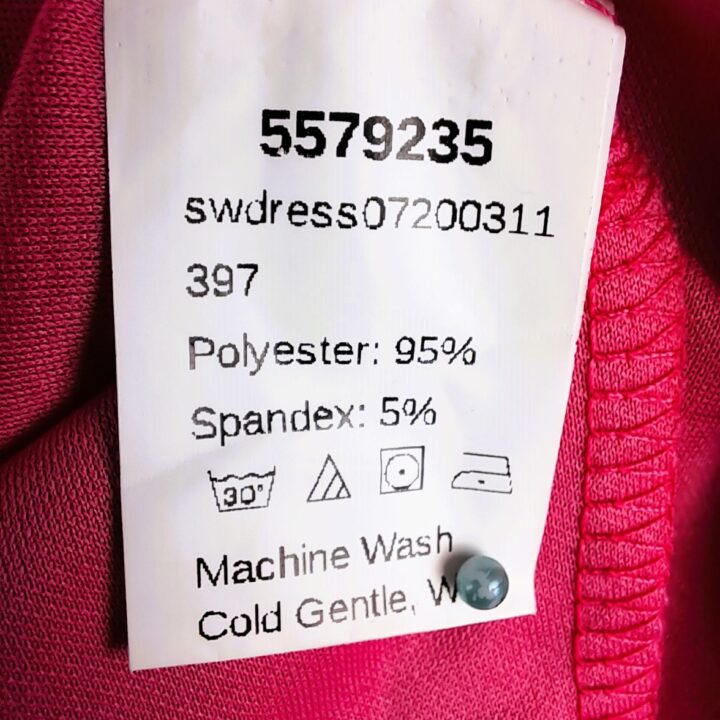 5579235
swdress07200311
397
Polyester: 95%
Spandex: 5%
30°
Machine Wash
Cold Gentle,